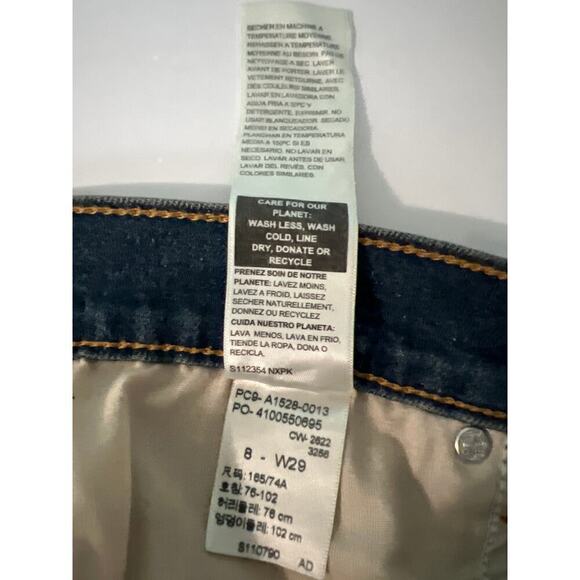 SECHER EN MACHINE A
TEMPERATURE MOYENNE
REPASSER A TEMPERATURE
MOYENNE AU BESOIN. PAS DE
NETTOYAGE A SEC. LAVER
AVANT DE PORTER. LAVER LE
VETEMENT RETOURNE, AVEC
DES COULEURS SIMILAIRES.
LAVAR EN LAVADORA CON
AGUA FRIA A 30ºC Y
DETERGENTE, EXPRIMIR. NO
USAR BLANQUEADOR. SECADO
MEDIO EN SECADORA.
PLANCHAR EN TEMPERATURA
MEDIA A 150ºC SI ES
NECESARIO. NO LAVAR EN
SECO. LAVAR ANTES DE USAR.
LAVAR DEL REVÉS, CON
COLORES SIMILARES.
CARE FOR OUR
PLANET:
WASH LESS, WASH
COLD, LINE
DRY, DONATE OR
RECYCLE
PRENEZ SOIN DE NOTRE
PLANETE: LAVEZ MOINS,
LAVEZ A FROID, LAISSEZ
SECHER NATURELLEMENT,
DONNEZ OU RECYCLEZ
CUIDA NUESTRO PLANETA:
LAVA MENOS, LAVA EN FRIO,
TIENDE LA ROPA, DONA O
RECICLA.
S112354 NXPK
PC9- A1528-0013
PO- 4100550695
CW- 2622
3256
8 - W29
尺码:165/74A
호칭: 76-102
허리둘레: 76 cm
엉덩이둘레: 102 cm
S110790 AD